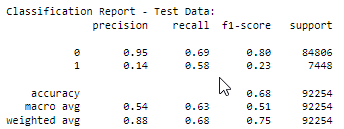 Classification Report - Test Data:
precision recall f1-score support
0 0.95 0.69 0.80 84806
1 0.14 0.58 0.23 7448
accuracy 0.68 92254
macro avg 0.54 0.63 0.51 92254
weighted avg 0.88 0.68 0.75 92254